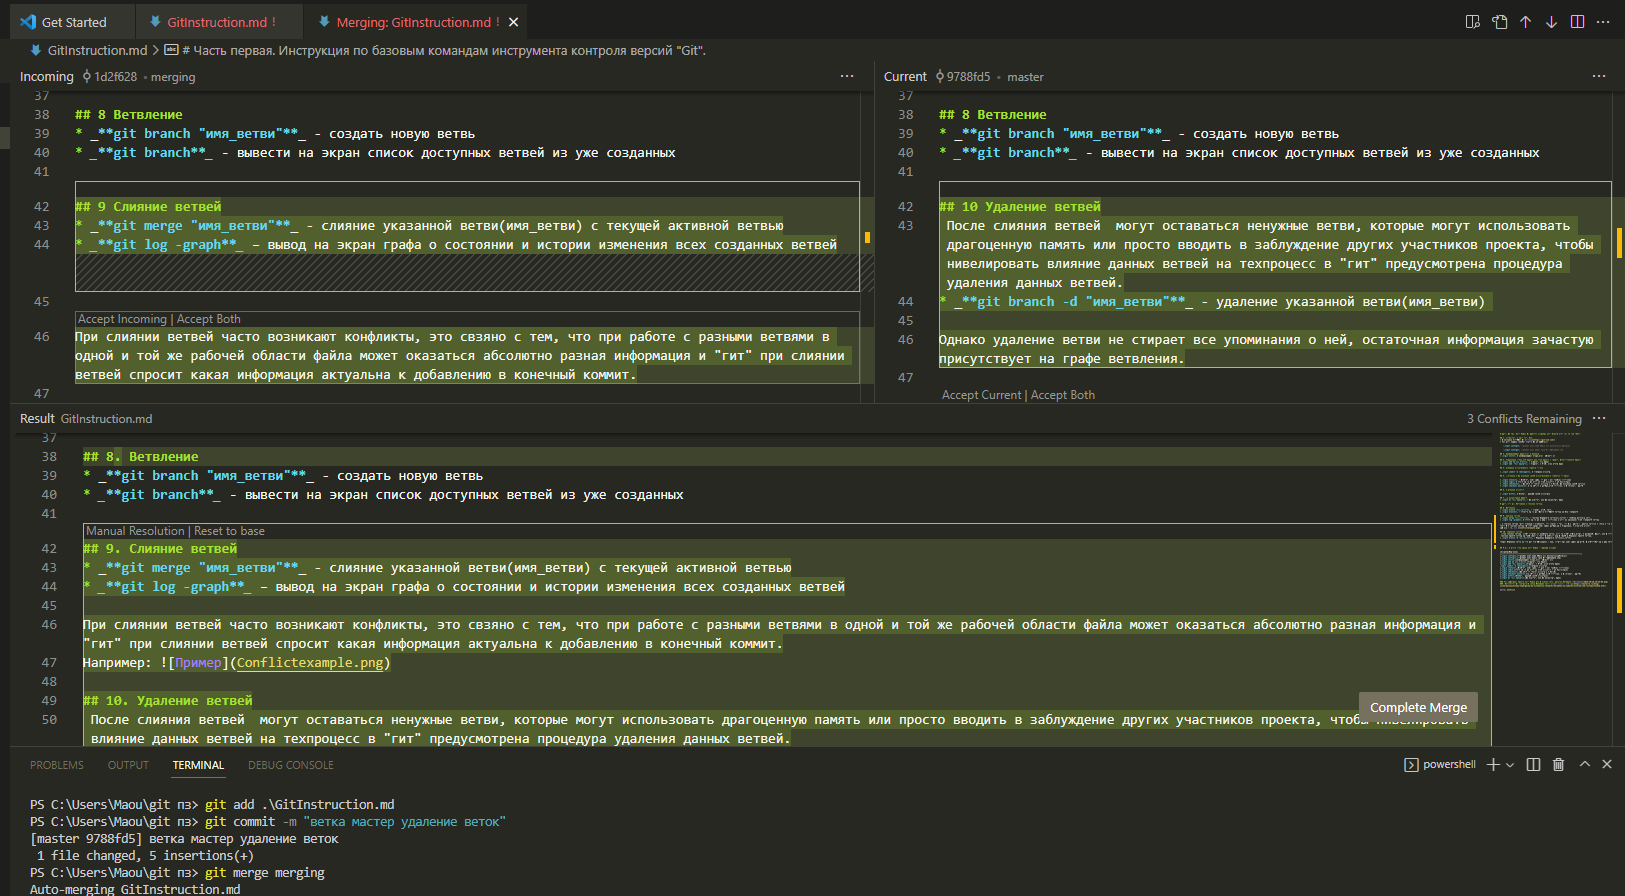 Get Started
GitInstruction.md !
Merging: GitInstruction.md !
GitInstruction.md > # Часть первая. Инструкция по базовым командам инструмента контроля версий "Git".
Incoming 1d2f628 • merging
37
38 ## 8 Ветвление
39 * _**git branch "имя_ветви"**_ - создать новую ветвь
40 * _**git branch**_ - вывести на экран список доступных ветвей из уже созданных
41
42 ## 9 Слияние ветвей
43 * _**git merge "имя_ветви"**_ - слияние указанной ветви(имя_ветви) с текущей активной ветвью
44 * _**git log -graph**_ – вывод на экран графа о состоянии и истории изменения всех созданных ветвей
45
Accept Incoming | Accept Both
46 При слиянии ветвей часто возникают конфликты, это свзяно с тем, что при работе с разными ветвями в
одной и той же рабочей области файла может оказаться абсолютно разная информация и "гит" при слиянии
ветвей спросит какая информация актуальна к добавлению в конечный коммит.
47
Current 9788fd5 • master
37
38 ## 8 Ветвление
39 * _**git branch "имя_ветви"**_ - создать новую ветвь
40 * _**git branch**_ - вывести на экран список доступных ветвей из уже созданных
41
42 ## 10 Удаление ветвей
43 После слияния ветвей  могут оставаться ненужные ветви, которые могут использовать
драгоценную память или просто вводить в заблуждение других участников проекта, чтобы
нивелировать влияние данных ветвей на техпроцесс в "гит" предусмотрена процедура
удаления данных ветвей.
44 * _**git branch -d "имя_ветви"**_ - удаление указанной ветви(имя_ветви)
45
46 Однако удаление ветви не стирает все упоминания о ней, остаточная информация зачастую
присутствует на графе ветвления.
47
Accept Current | Accept Both
Result GitInstruction.md
3 Conflicts Remaining
37
38 ## 8. Ветвление
39 * _**git branch "имя_ветви"**_ - создать новую ветвь
40 * _**git branch**_ - вывести на экран список доступных ветвей из уже созданных
41
Manual Resolution | Reset to base
42 ## 9. Слияние ветвей
43 * _**git merge "имя_ветви"**_ - слияние указанной ветви(имя_ветви) с текущей активной ветвью
44 * _**git log -graph**_ – вывод на экран графа о состоянии и истории изменения всех созданных ветвей
45
46 При слиянии ветвей часто возникают конфликты, это свзяно с тем, что при работе с разными ветвями в одной и той же рабочей области файла может оказаться абсолютно разная информация и
"гит" при слиянии ветвей спросит какая информация актуальна к добавлению в конечный коммит.
47 Например: ![Пример](Conflictexample.png)
48
49 ## 10. Удаление ветвей
50 После слияния ветвей  могут оставаться ненужные ветви, которые могут использовать драгоценную память или просто вводить в заблуждение других участников проекта, чтобы нивелировать
влияние данных ветвей на техпроцесс в "гит" предусмотрена процедура удаления данных ветвей.
Complete Merge
PROBLEMS OUTPUT TERMINAL DEBUG CONSOLE
powershell
PS C:\Users\Maou\git пз> git add .\GitInstruction.md
PS C:\Users\Maou\git пз> git commit -m "ветка мастер удаление веток"
[master 9788fd5] ветка мастер удаление веток
1 file changed, 5 insertions(+)
PS C:\Users\Maou\git пз> git merge merging
Auto-merging GitInstruction.md